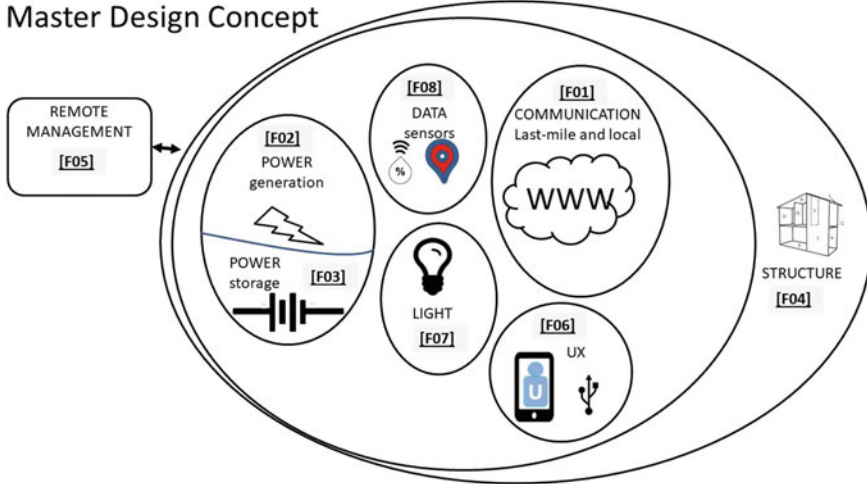 Master Design Concept
REMOTE
MANAGEMENT
[F05]
[F02]
POWER
generation
POWER
storage
[F03]
[F08]
DATA
sensors
%
LIGHT
[F07]
[F01]
COMMUNICATION
Last-mile and local
WWW
[F06]
UX
U
STRUCTURE
[F04]